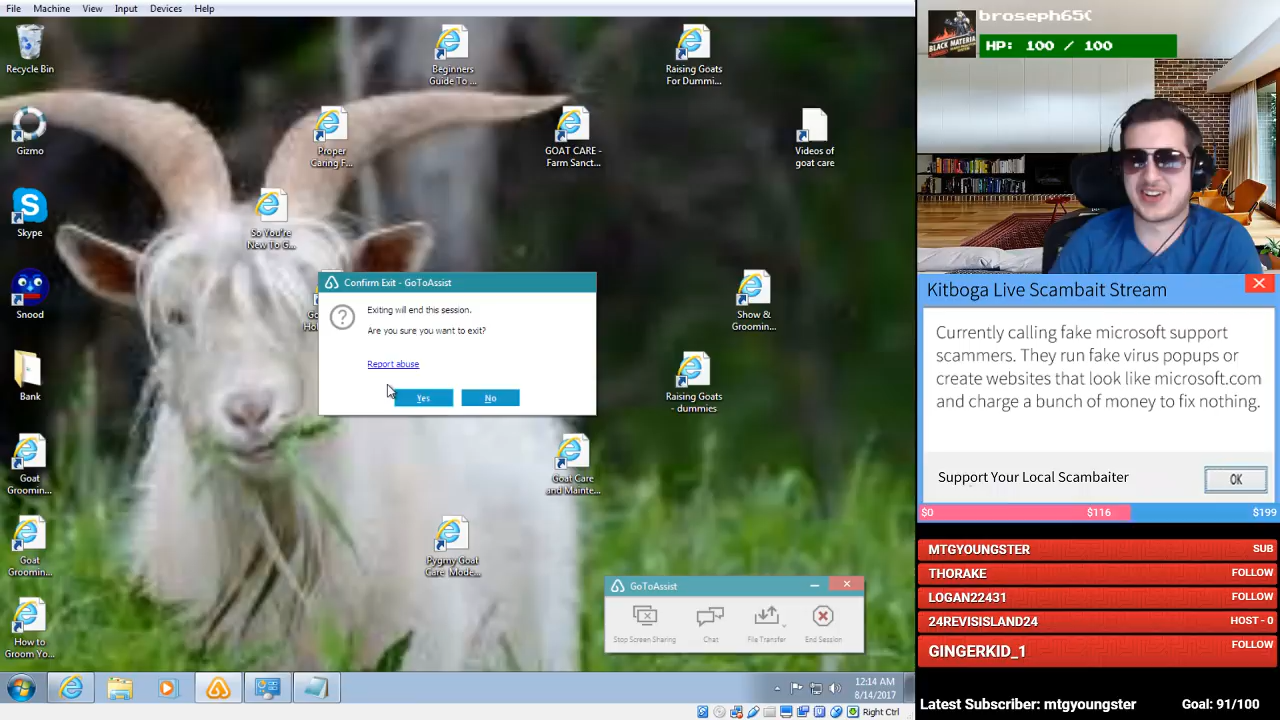 File Machine View Input Devices Help
Recycle Bin
Beginners
Guide To ...
Raising Goats
For Dummi...
Gizmo
Proper
Caring F...
GOAT CARE -
Farm Sanct...
Videos of
goat care
Skype
So You're
New To G...
Snood
Show &
Groomin...
Confirm Exit - GoToAssist
Exiting will end this session.
Are you sure you want to exit?
Report abuse
Yes No
Bank
Raising Goats
- dummies
Goat
Groomin...
Goat Care
and Mainte...
Goat
Groomin...
Pygmy Goat
Care Mode...
How to
Groom Yo...
GoToAssist
Stop Screen Sharing Chat File Transfer End Session
12:14 AM
8/14/2017
Right Ctrl
broseph650
BLACK MATERIA
HP: 100 / 100
Kitboga Live Scambait Stream
Currently calling fake microsoft support
scammers. They run fake virus popups or
create websites that look like microsoft.com
and charge a bunch of money to fix nothing.
Support Your Local Scambaiter OK
$0 $116 $199
MTGYOUNGSTER SUB
THORAKE FOLLOW
LOGAN22431 FOLLOW
24REVISISLAND24 HOST - 0
GINGERKID_1 FOLLOW
Latest Subscriber: mtgyoungster Goal: 91/100